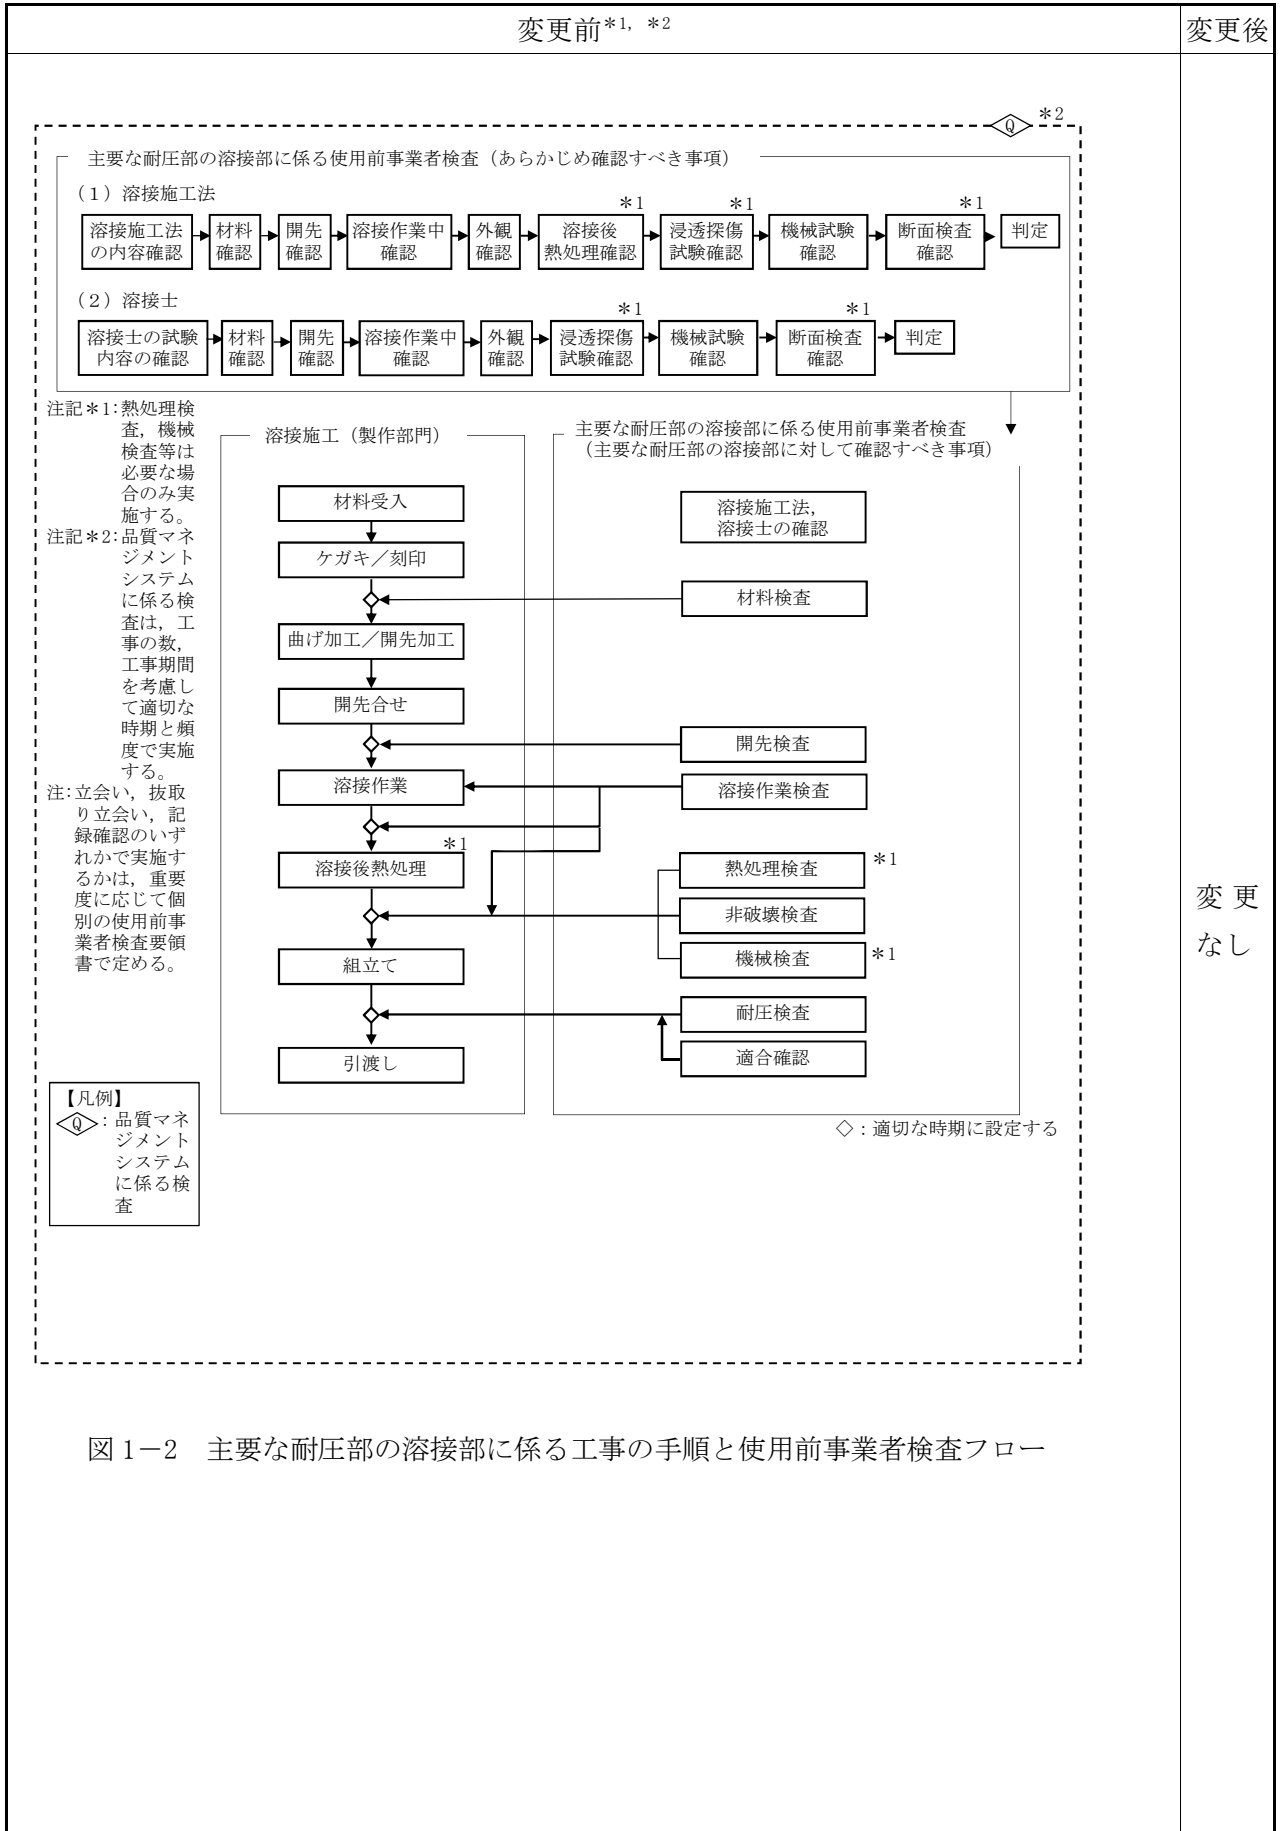 変更前*1, *2
変更後
Q *2
主要な耐圧部の溶接部に係る使用前事業者検査（あらかじめ確認すべき事項）
（1）溶接施工法
*1 *1 *1
溶接施工法
の内容確認
材料
確認
開先
確認
溶接作業中
確認
外観
確認
溶接後
熱処理確認
浸透探傷
試験確認
機械試験
確認
断面検査
確認
判定
（2）溶接士
*1 *1
溶接士の試験
内容の確認
材料
確認
開先
確認
溶接作業中
確認
外観
確認
浸透探傷
試験確認
機械試験
確認
断面検査
確認
判定
注記*1:熱処理検
査，機械
検査等は
必要な場
合のみ実
施する。
注記*2:品質マネ
ジメント
システム
に係る検
査は，工
事の数，
工事期間
を考慮し
て適切な
時期と頻
度で実施
する。
注:立会い，抜取
り立会い，記
録確認のいず
れかで実施す
るかは，重要
度に応じて個
別の使用前事
業者検査要領
書で定める。
溶接施工（製作部門）
材料受入
ケガキ／刻印
曲げ加工／開先加工
開先合せ
溶接作業
*1
溶接後熱処理
組立て
引渡し
主要な耐圧部の溶接部に係る使用前事業者検査
（主要な耐圧部の溶接部に対して確認すべき事項）
溶接施工法，
溶接士の確認
材料検査
開先検査
溶接作業検査
熱処理検査 *1
非破壊検査
機械検査 *1
耐圧検査
適合確認
【凡例】
Q：品質マネ
ジメント
システム
に係る検
査
◇：適切な時期に設定する
変更
なし
図1－2　主要な耐圧部の溶接部に係る工事の手順と使用前事業者検査フロー